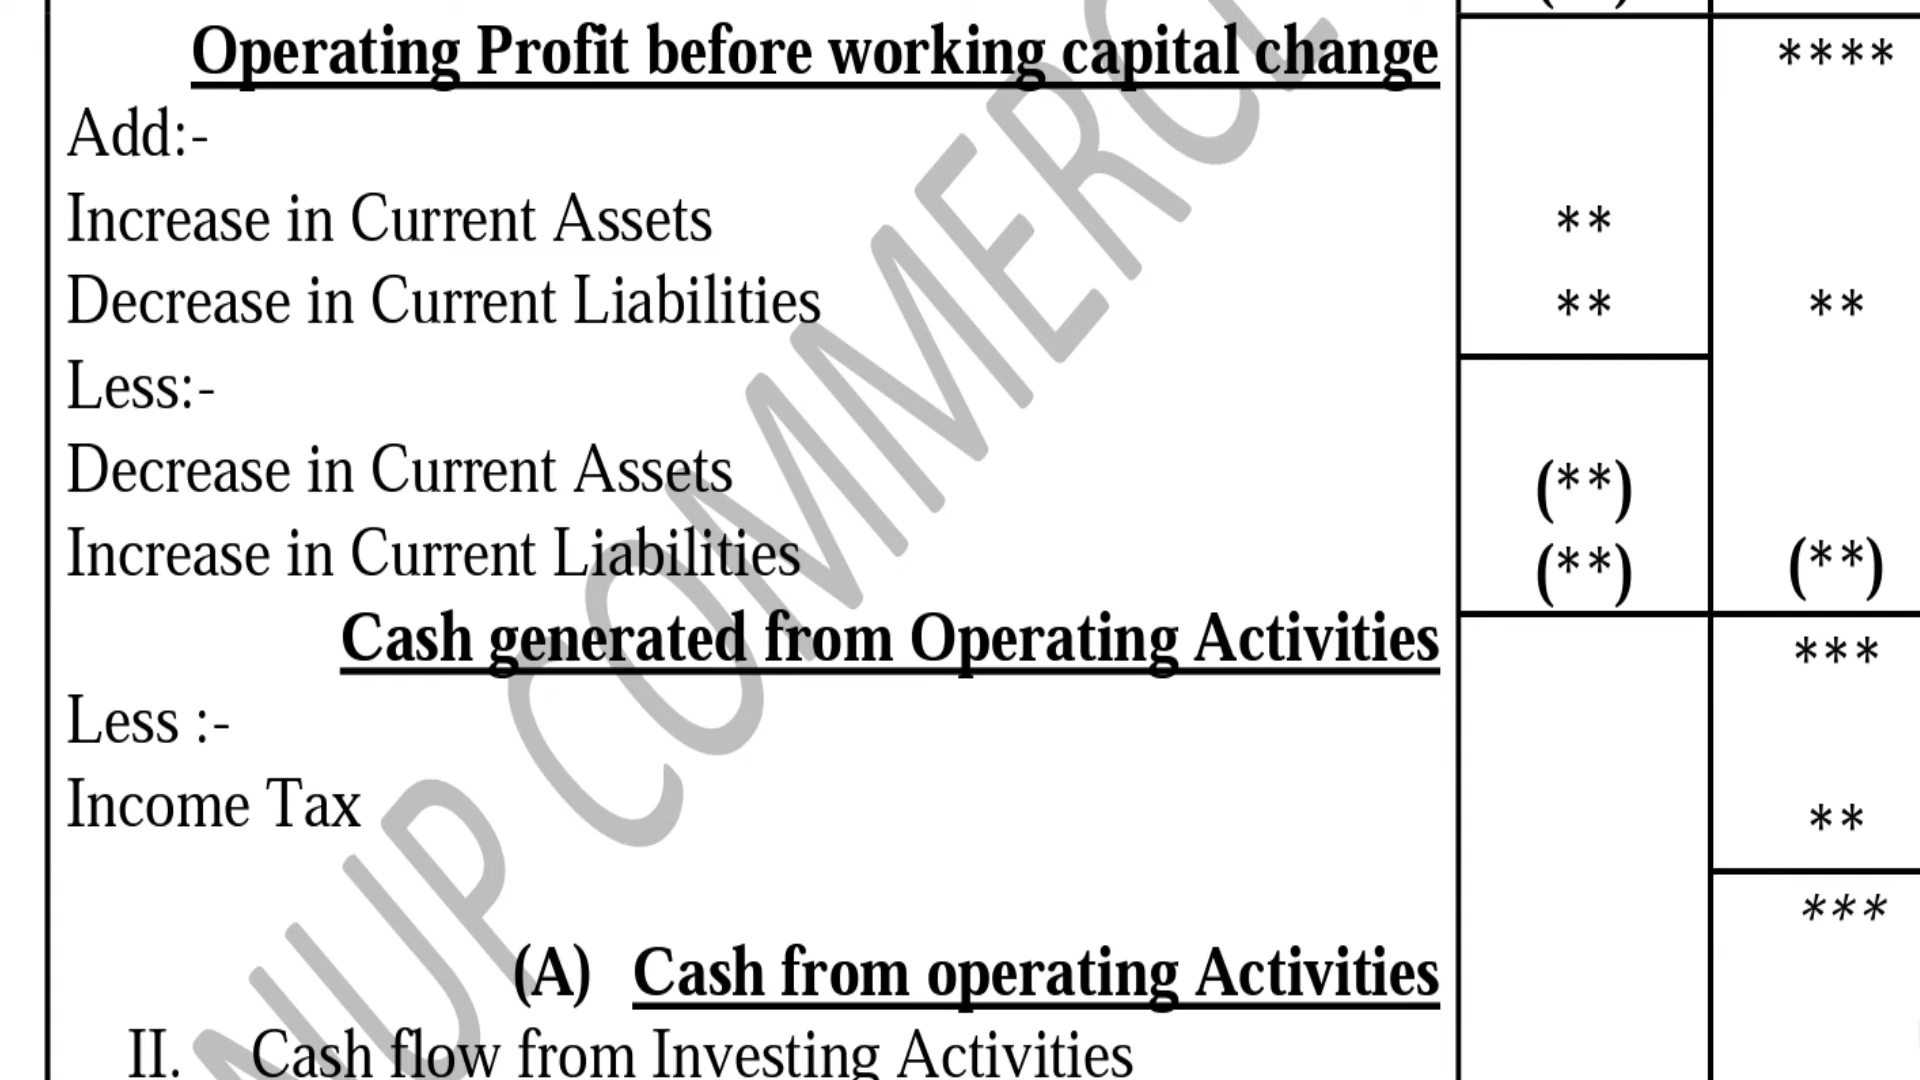 Operating Profit before working capital change ****
Add:-
Increase in Current Assets **
Decrease in Current Liabilities ** **
Less:-
Decrease in Current Assets (**)
Increase in Current Liabilities (**) (**)
Cash generated from Operating Activities ***
Less :-
Income Tax **
***
(A) Cash from operating Activities
II. Cash flow from Investing Activities
NUP COMMERCE